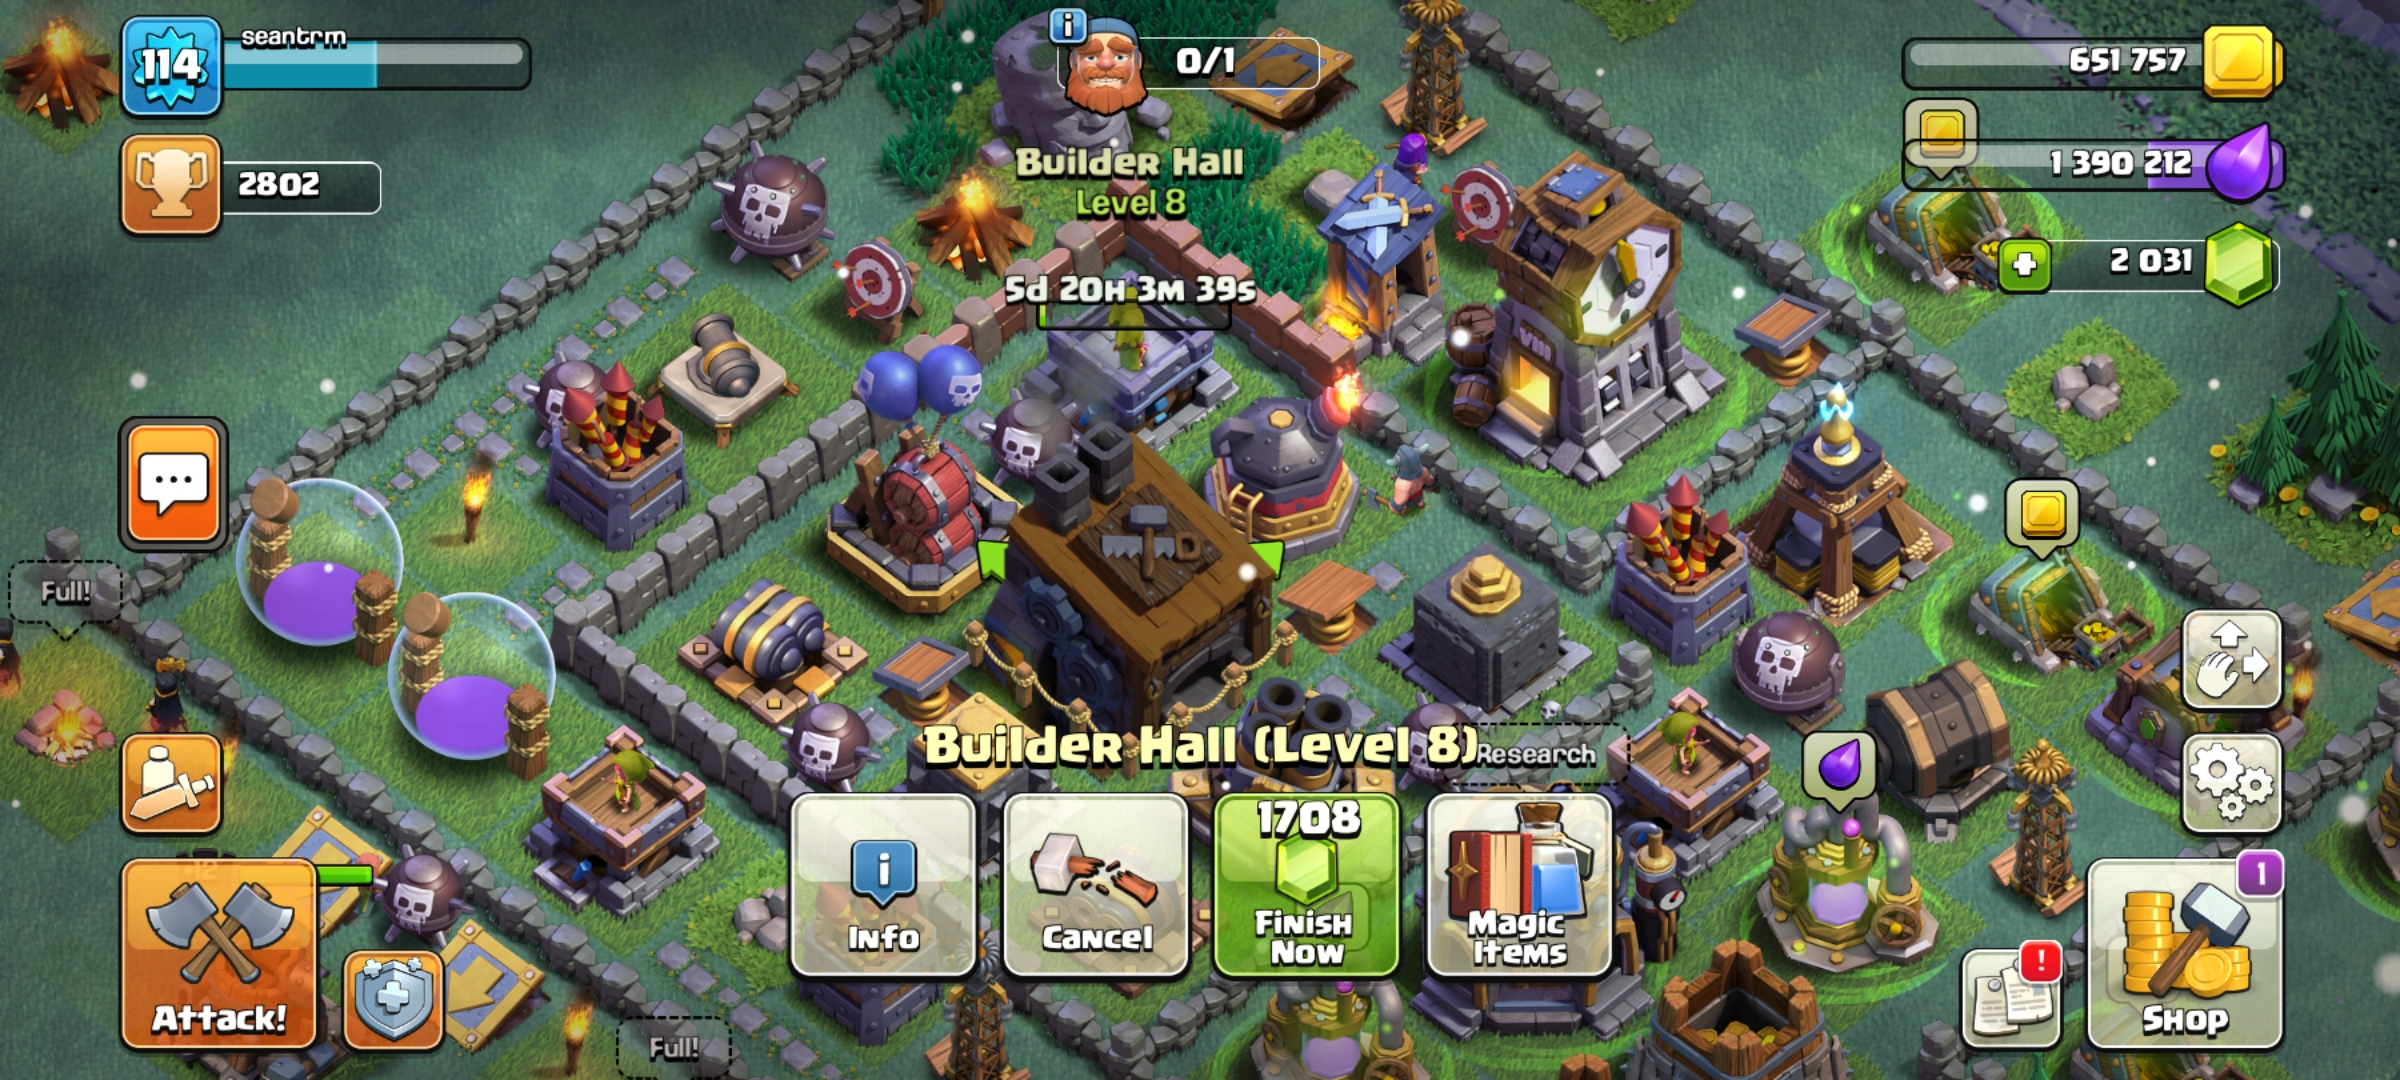 114
seantrm
0/1
651 757
2802
1 390 212
Builder Hall
Level 8
2 031
5d 20H 3M 39s
VIII
Full!
Builder Hall (Level 8)
Research
1708
Info
Cancel
Finish
Now
Magic
Items
1
!
Attack!
Shop
Full!